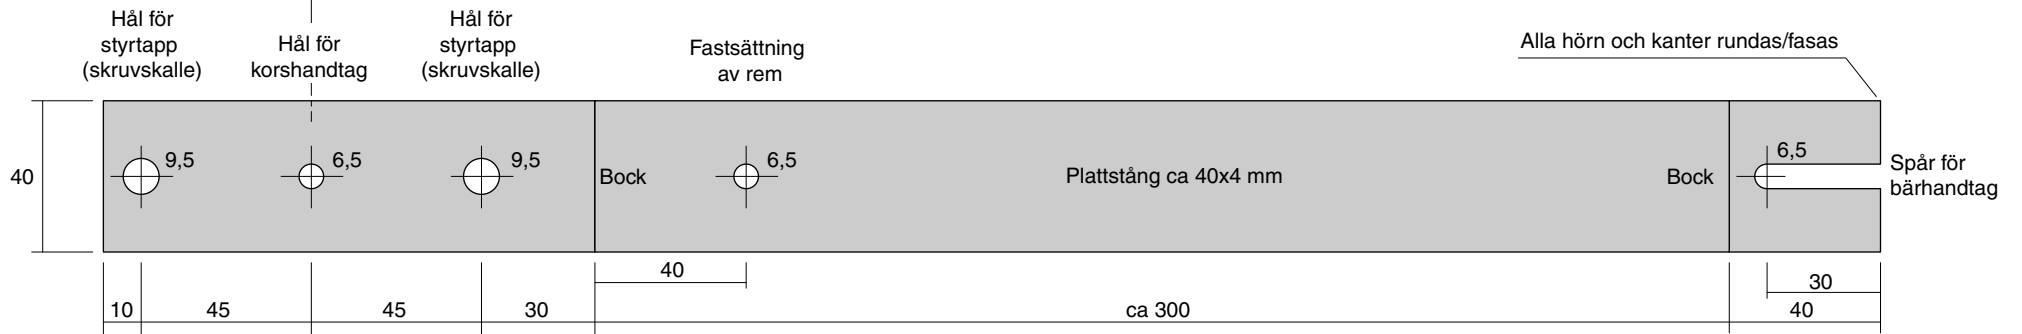 Hål för
styrtapp
(skruvskalle)
Hål för
korshandtag
Hål för
styrtapp
(skruvskalle)
Fastsättning
av rem
Alla hörn och kanter rundas/fasas
40
9,5
6,5
9,5
Bock
6,5
Plattstång ca 40x4 mm
Bock
6,5
Spår för
bärhandtag
40
30
10
45
45
30
ca 300
40